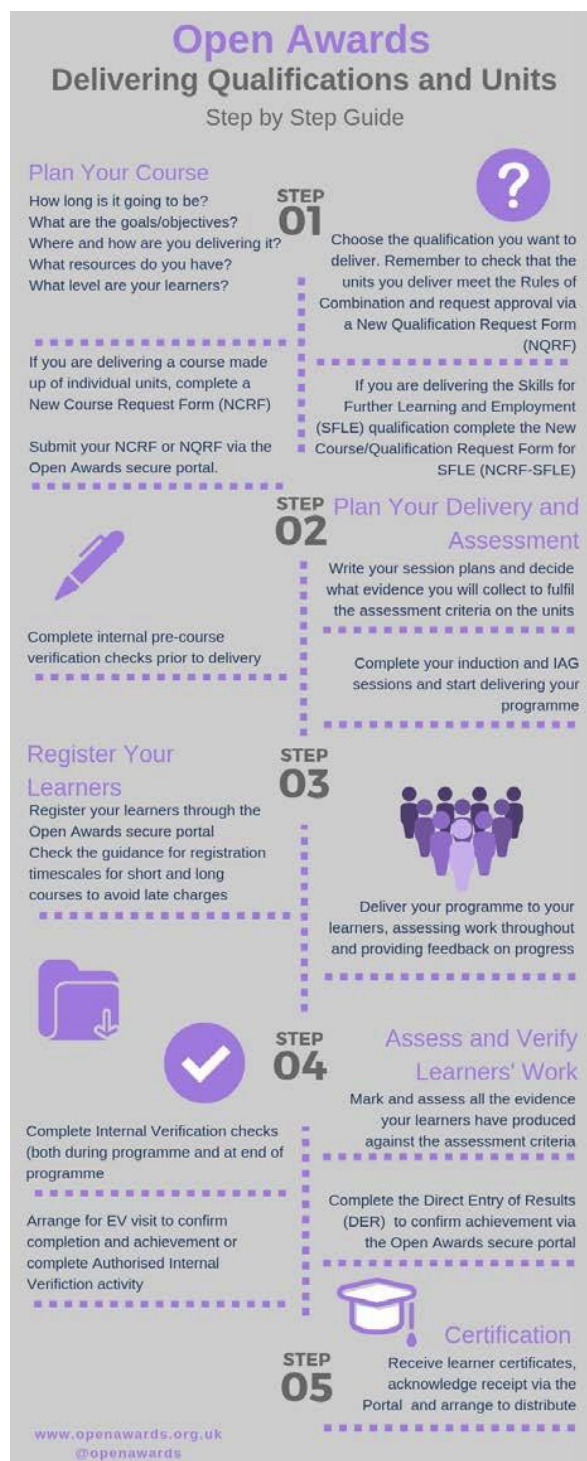 Open Awards
Delivering Qualifications and Units
Step by Step Guide
Plan Your Course
How long is it going to be?
What are the goals/objectives?
Where and how are you delivering it?
What resources do you have?
What level are your learners?
STEP
01
?
Choose the qualification you want to
deliver. Remember to check that the
units you deliver meet the Rules of
Combination and request approval via
a New Qualification Request Form
(NQRF)
If you are delivering a course made
up of individual units, complete a
New Course Request Form (NCRF)
Submit your NCRF or NQRF via the
Open Awards secure portal.
If you are delivering the Skills for
Further Learning and Employment
(SFLE) qualification complete the New
Course/Qualification Request Form for
SFLE (NCRF-SFLE)
STEP
02
Plan Your Delivery and
Assessment
Write your session plans and decide
what evidence you will collect to fulfil
the assessment criteria on the units
Complete internal pre-course
verification checks prior to delivery
Complete your induction and IAG
sessions and start delivering your
programme
Register Your
Learners
STEP
03
Register your learners through the
Open Awards secure portal
Check the guidance for registration
timescales for short and long
courses to avoid late charges
Deliver your programme to your
learners, assessing work throughout
and providing feedback on progress
STEP
04
Assess and Verify
Learners' Work
Mark and assess all the evidence
your learners have produced
against the assessment criteria
Complete Internal Verification checks
(both during programme and at end of
programme
Complete the Direct Entry of Results
(DER) to confirm achievement via
the Open Awards secure portal
Arrange for EV visit to confirm
completion and achievement or
complete Authorised Internal
Verifiction activity
STEP
05
Certification
Receive learner certificates,
acknowledge receipt via the
Portal and arrange to distribute
www.openawards.org.uk
@openawards